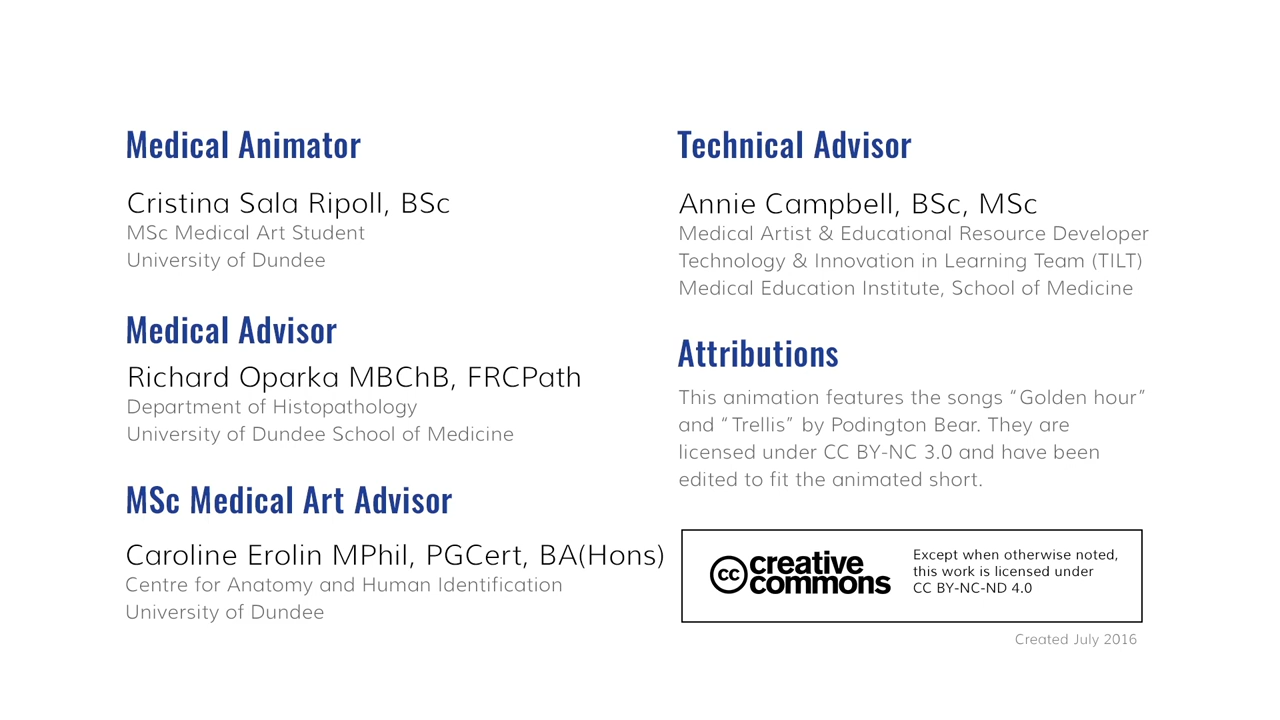 Medical Animator
Cristina Sala Ripoll, BSc
MSc Medical Art Student
University of Dundee
Medical Advisor
Richard Oparka MBChB, FRCPath
Department of Histopathology
University of Dundee School of Medicine
MSc Medical Art Advisor
Caroline Erolin MPhil, PGCert, BA(Hons)
Centre for Anatomy and Human Identification
University of Dundee
Technical Advisor
Annie Campbell, BSc, MSc
Medical Artist & Educational Resource Developer
Technology & Innovation in Learning Team (TILT)
Medical Education Institute, School of Medicine
Attributions
This animation features the songs “Golden hour”
and “Trellis” by Podington Bear. They are
licensed under CC BY-NC 3.0 and have been
edited to fit the animated short.
cc creative
commons
Except when otherwise noted,
this work is licensed under
CC BY-NC-ND 4.0
Created July 2016